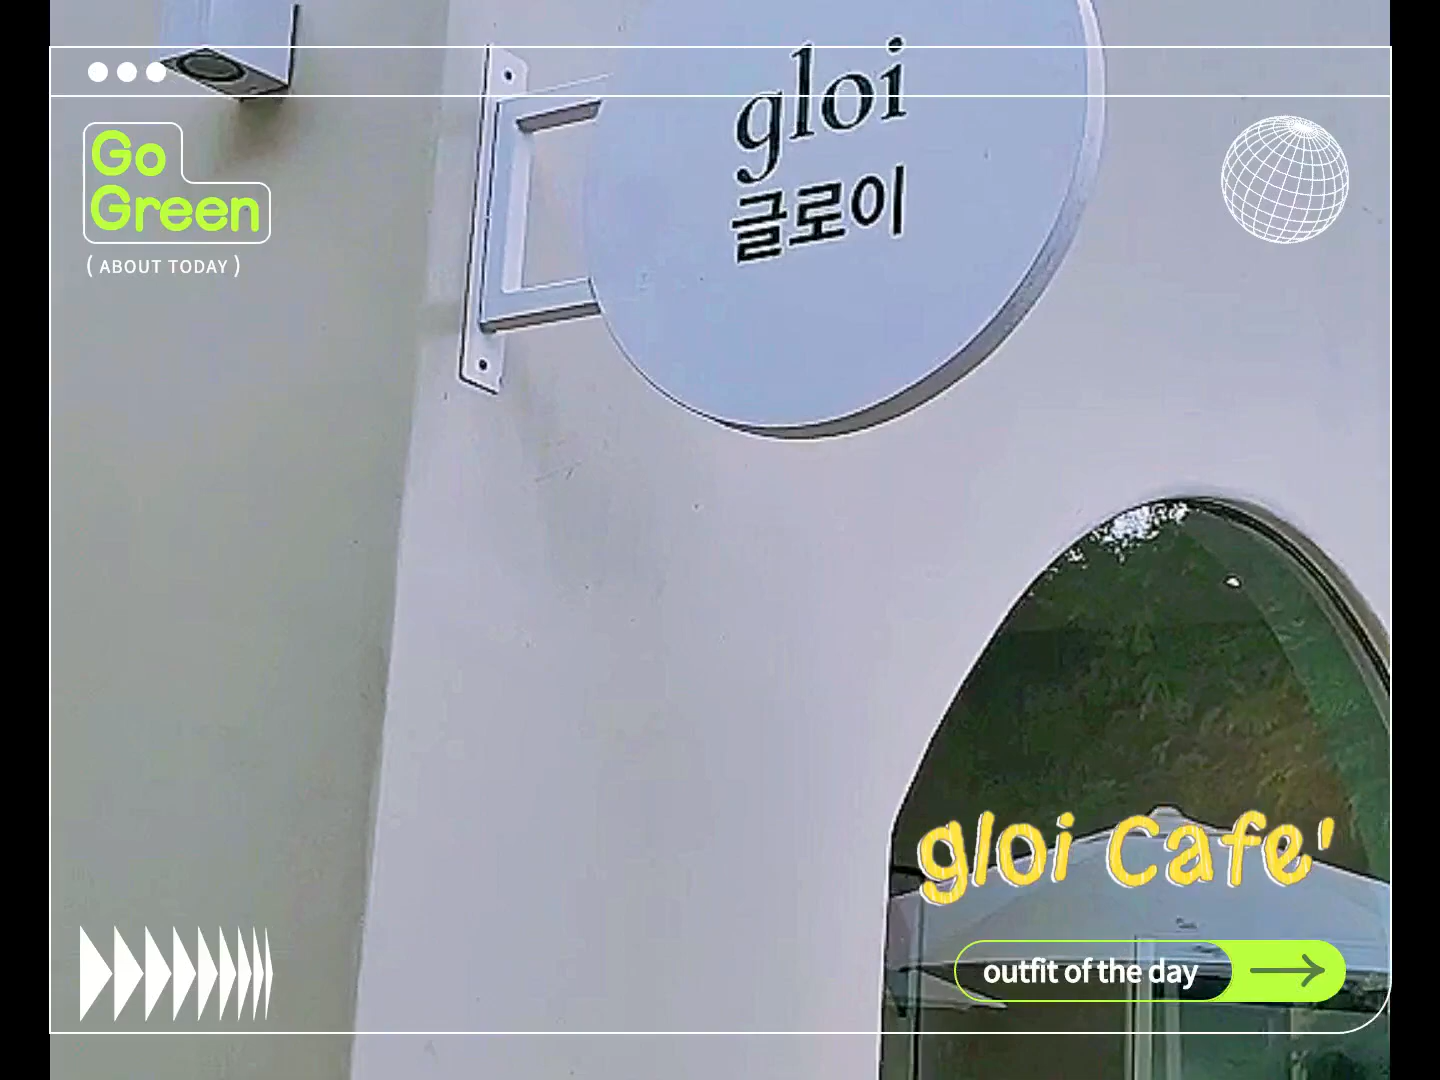 gloi
글로이
Go
Green
( ABOUT TODAY )
gloi Cafe'
outfit of the day